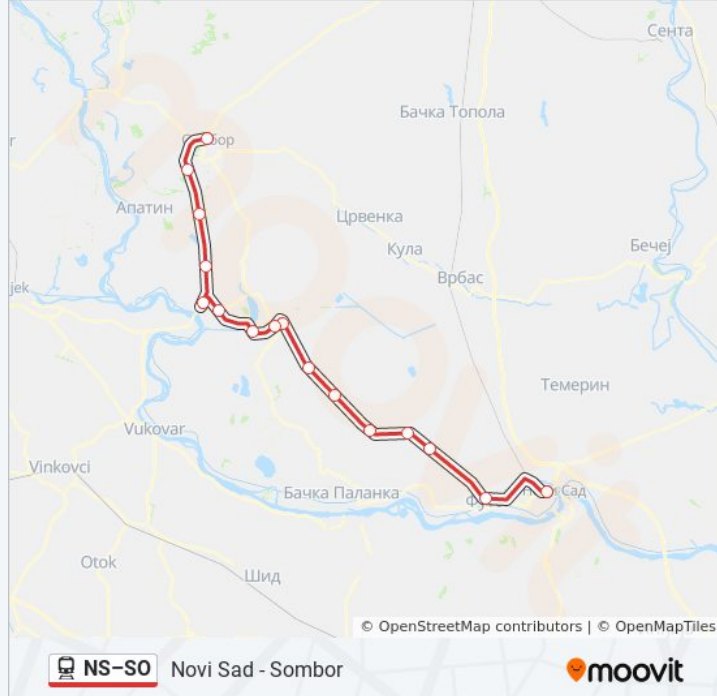 Сента
Бачка Топола
Апатин
Црвенка
Кула
Бечеј
Врбас
jek
Темерин
Vukovar
Vinkovci
Бачка Паланка
Сад
Otok
Шид
© OpenStreetMap contributors | © OpenMapTiles
NS–SO Novi Sad - Sombor
moovit